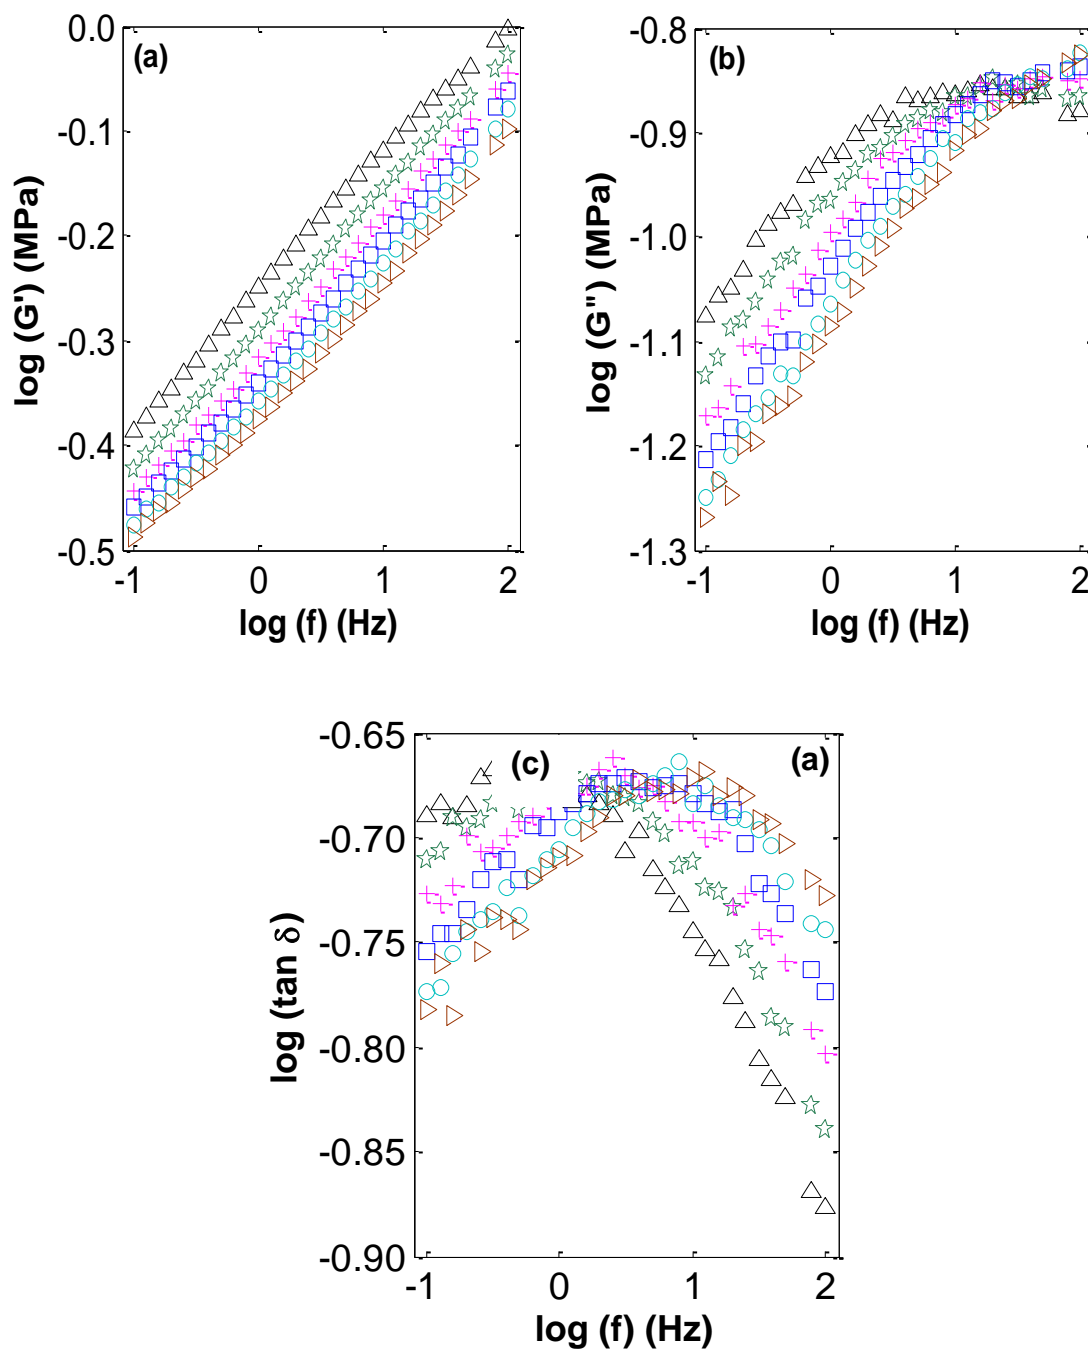 (a)
0.0
-0.1
-0.2
-0.3
-0.4
-0.5
log (G') (MPa)
-1 0 1 2
log (f) (Hz)
(b)
-0.8
-0.9
-1.0
-1.1
-1.2
-1.3
log (G") (MPa)
-1 0 1 2
log (f) (Hz)
(c) (a)
-0.65
-0.70
-0.75
-0.80
-0.85
-0.90
log (tan δ)
-1 0 1 2
log (f) (Hz)